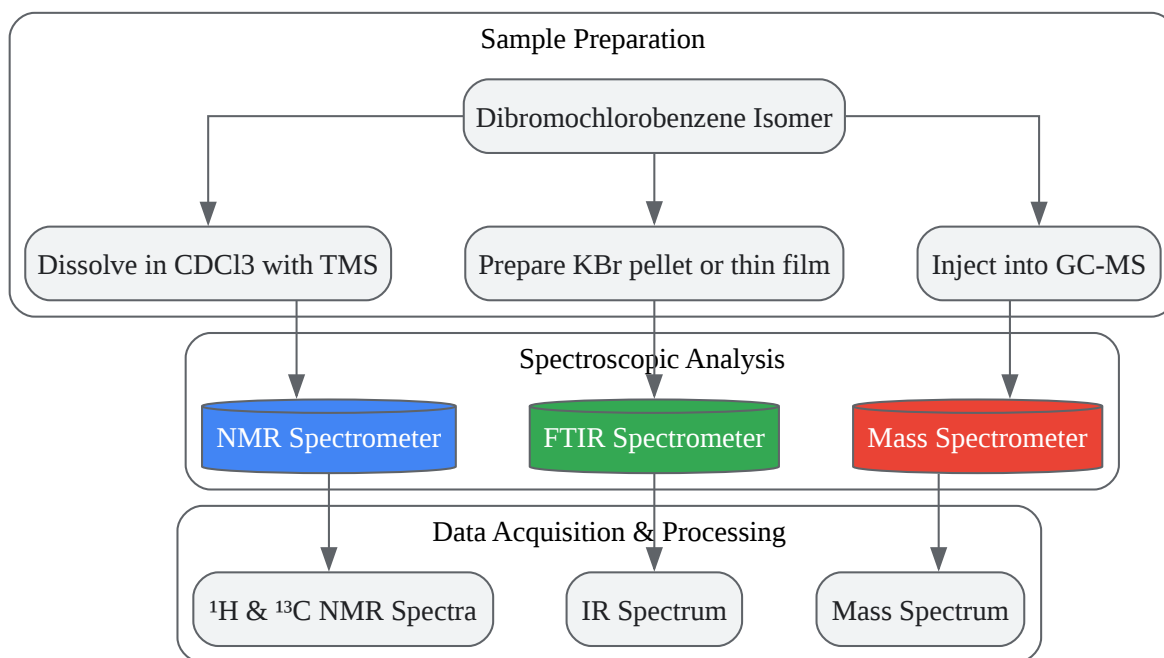 Sample Preparation
Dibromochlorobenzene Isomer
Dissolve in CDCl3 with TMS
Prepare KBr pellet or thin film
Inject into GC-MS
Spectroscopic Analysis
NMR Spectrometer
FTIR Spectrometer
Mass Spectrometer
Data Acquisition & Processing
¹H & ¹³C NMR Spectra
IR Spectrum
Mass Spectrum